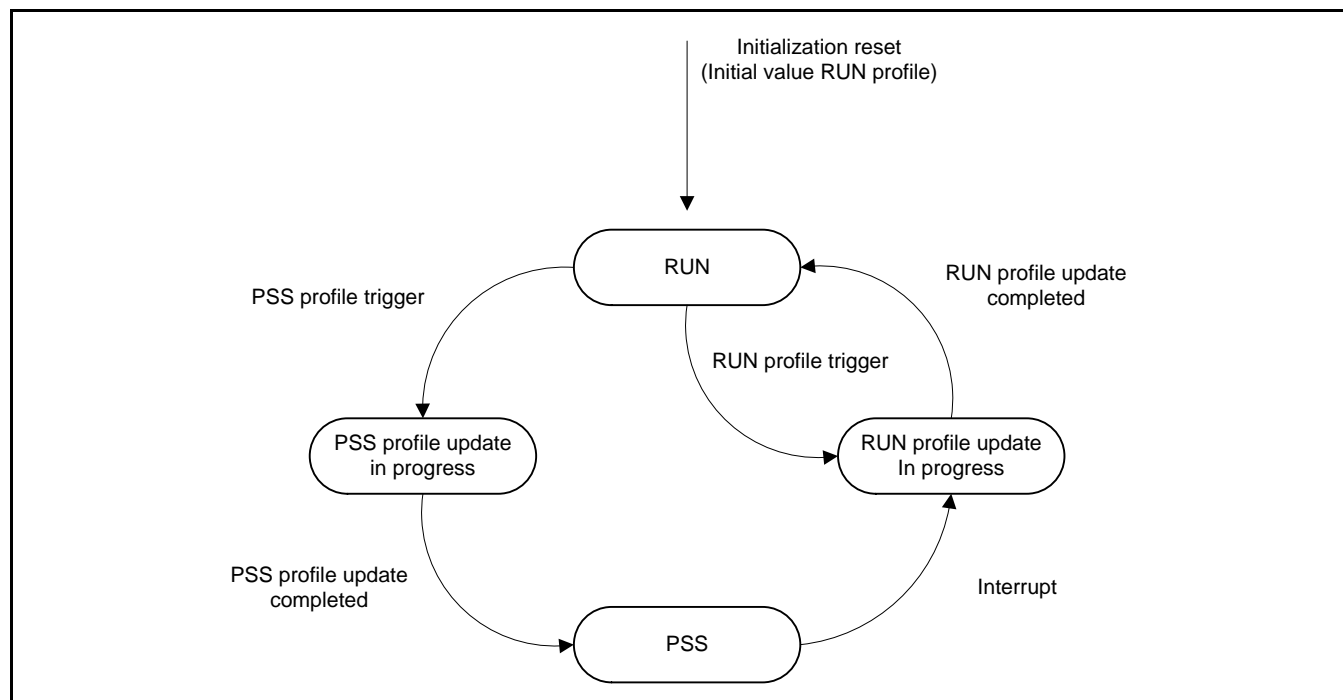 Initialization reset
(Initial value RUN profile)
RUN
RUN profile update
completed
PSS profile trigger
RUN profile trigger
PSS profile update
in progress
RUN profile update
In progress
PSS profile update
completed
Interrupt
PSS